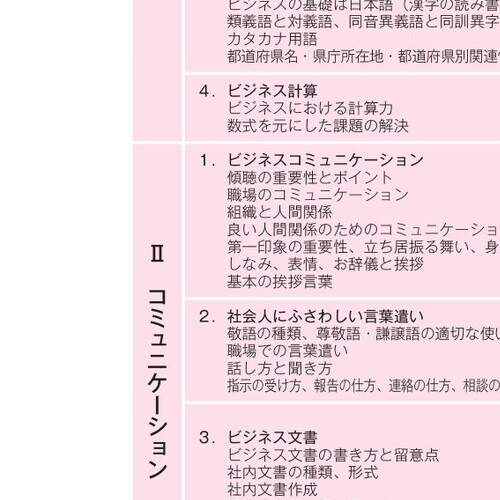 ビジネスの基礎は日本語（漢字の読み書
類義語と対義語、同音異義語と同訓異字
カタカナ用語
都道府県名・県庁所在地・都道府県別関連
4．ビジネス計算
ビジネスにおける計算力
数式を元にした課題の解決
Ⅱ コミュニケーション
1．ビジネスコミュニケーション
傾聴の重要性とポイント
職場のコミュニケーション
組織と人間関係
良い人間関係のためのコミュニケーショ
第一印象の重要性、立ち居振る舞い、身
しなみ、表情、お辞儀と挨拶
基本の挨拶言葉
2．社会人にふさわしい言葉遣い
敬語の種類、尊敬語・謙譲語の適切な使い
職場での言葉遣い
話し方と聞き方
指示の受け方、報告の仕方、連絡の仕方、相談の
3．ビジネス文書
ビジネス文書の書き方と留意点
社内文書の種類、形式
社内文書作成